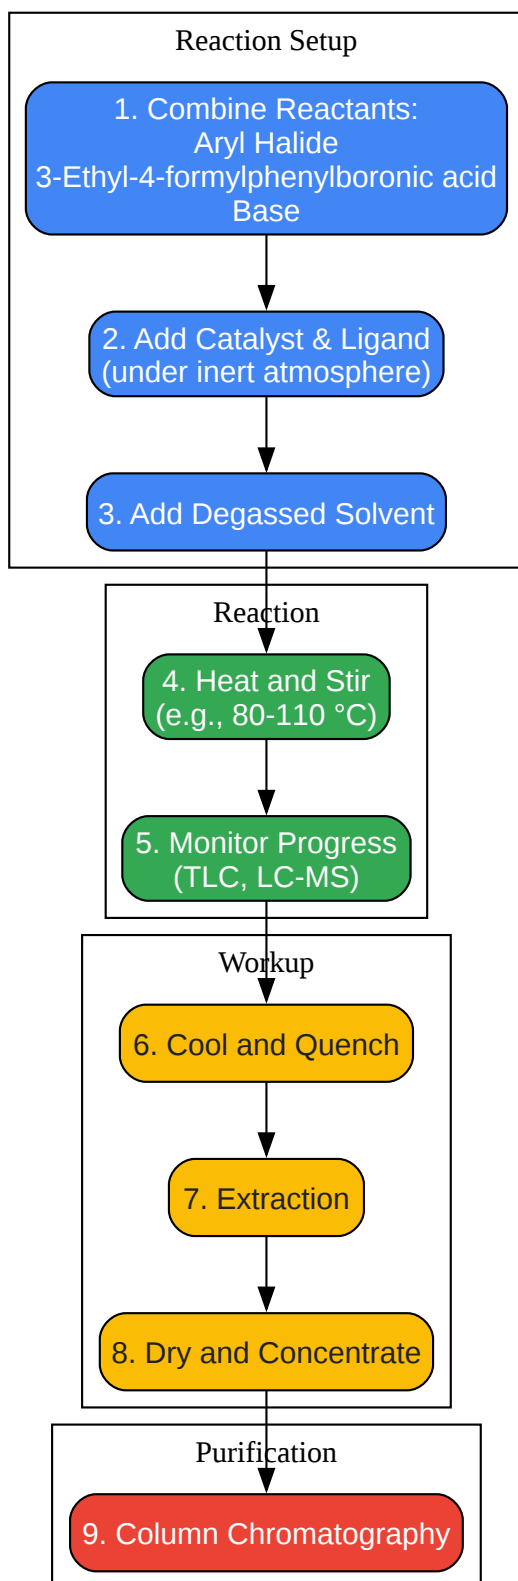 Reaction Setup
1. Combine Reactants:
Aryl Halide
3-Ethyl-4-formylphenylboronic acid
Base
2. Add Catalyst & Ligand
(under inert atmosphere)
3. Add Degassed Solvent
Reaction
4. Heat and Stir
(e.g., 80-110 °C)
5. Monitor Progress
(TLC, LC-MS)
Workup
6. Cool and Quench
7. Extraction
8. Dry and Concentrate
Purification
9. Column Chromatography